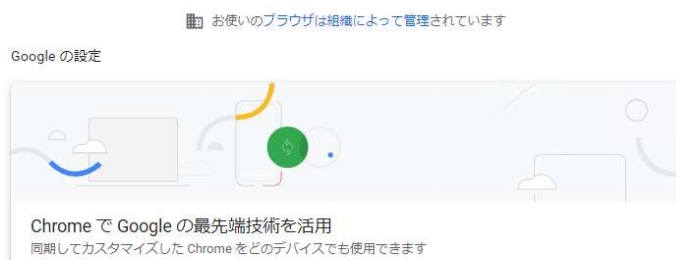 お使いのブラウザは組織によって管理されています
Google の設定
Chrome で Google の最先端技術を活用
同期してカスタマイズした Chrome をどのデバイスでも使用できます